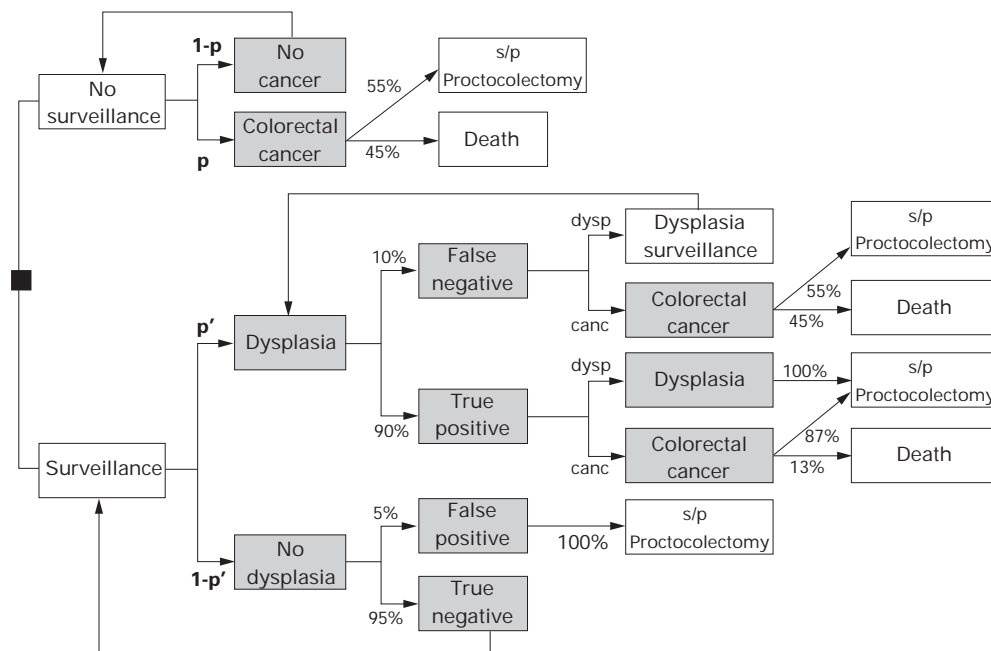 1-p
No
cancer
s/p
Proctocolectomy
55%
No
surveillance
Colorectal
cancer
p
45%
Death
dysp
Dysplasia
surveillance
s/p
Proctocolectomy
10%
False
negative
55%
canc
Colorectal
cancer
45%
Death
p’
Dysplasia
dysp
Dysplasia
100%
s/p
Proctocolectomy
90%
True
positive
87%
canc
Colorectal
cancer
13%
Death
Surveillance
5%
False
positive
100%
s/p
Proctocolectomy
1-p’
No
dysplasia
95%
True
negative